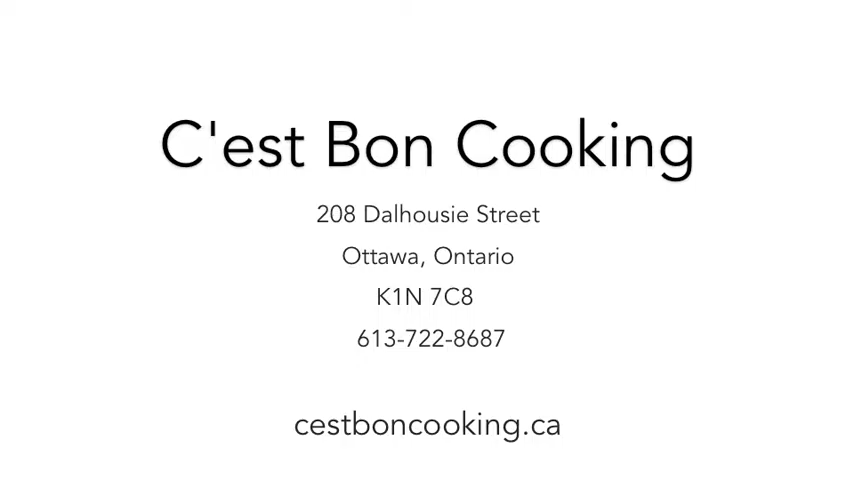 C'est Bon Cooking
208 Dalhousie Street
Ottawa, Ontario
K1N 7C8
613-722-8687
cestboncooking.ca